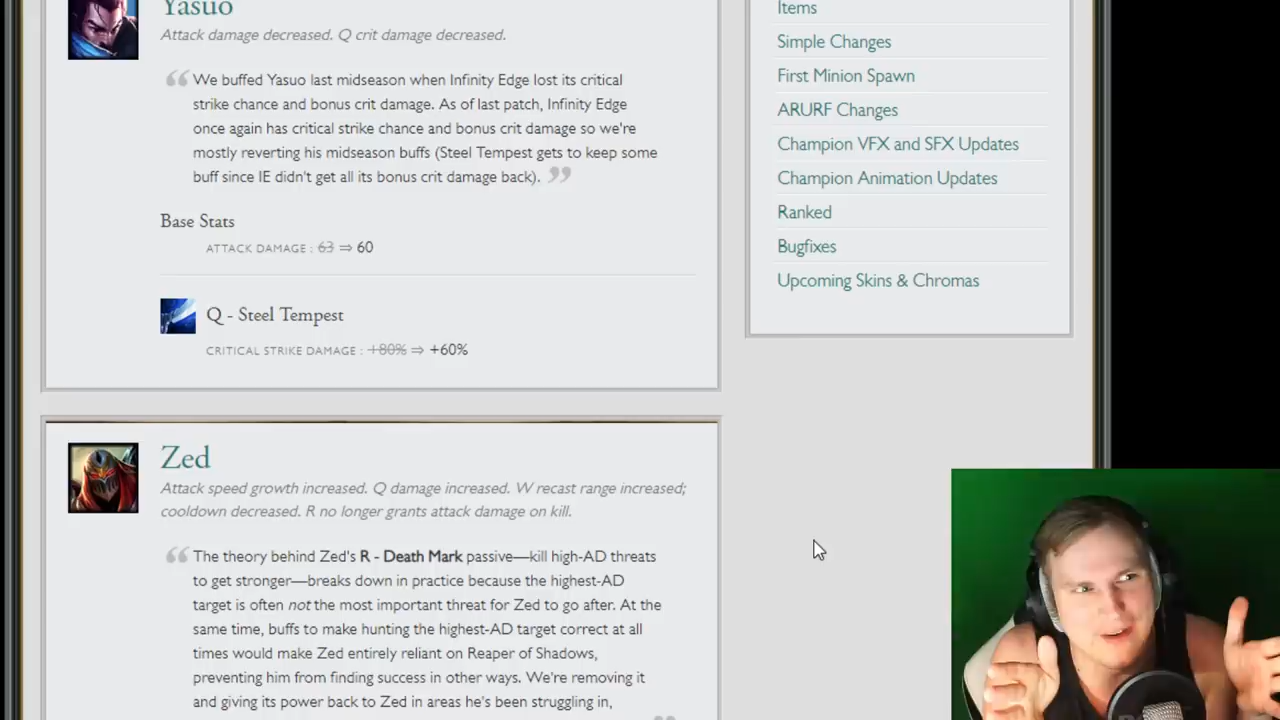 Yasuo
Attack damage decreased. Q crit damage decreased.
“ We buffed Yasuo last midseason when Infinity Edge lost its critical
strike chance and bonus crit damage. As of last patch, Infinity Edge
once again has critical strike chance and bonus crit damage so we're
mostly reverting his midseason buffs (Steel Tempest gets to keep some
buff since IE didn't get all its bonus crit damage back). ”
Base Stats
ATTACK DAMAGE : 63 ⇒ 60
Q - Steel Tempest
CRITICAL STRIKE DAMAGE : +80% ⇒ +60%
Zed
Attack speed growth increased. Q damage increased. W recast range increased;
cooldown decreased. R no longer grants attack damage on kill.
“ The theory behind Zed's R - Death Mark passive—kill high-AD threats
to get stronger—breaks down in practice because the highest-AD
target is often not the most important threat for Zed to go after. At the
same time, buffs to make hunting the highest-AD target correct at all
times would make Zed entirely reliant on Reaper of Shadows,
preventing him from finding success in other ways. We're removing it
and giving its power back to Zed in areas he's been struggling in,
Items
Simple Changes
First Minion Spawn
ARURF Changes
Champion VFX and SFX Updates
Champion Animation Updates
Ranked
Bugfixes
Upcoming Skins & Chromas